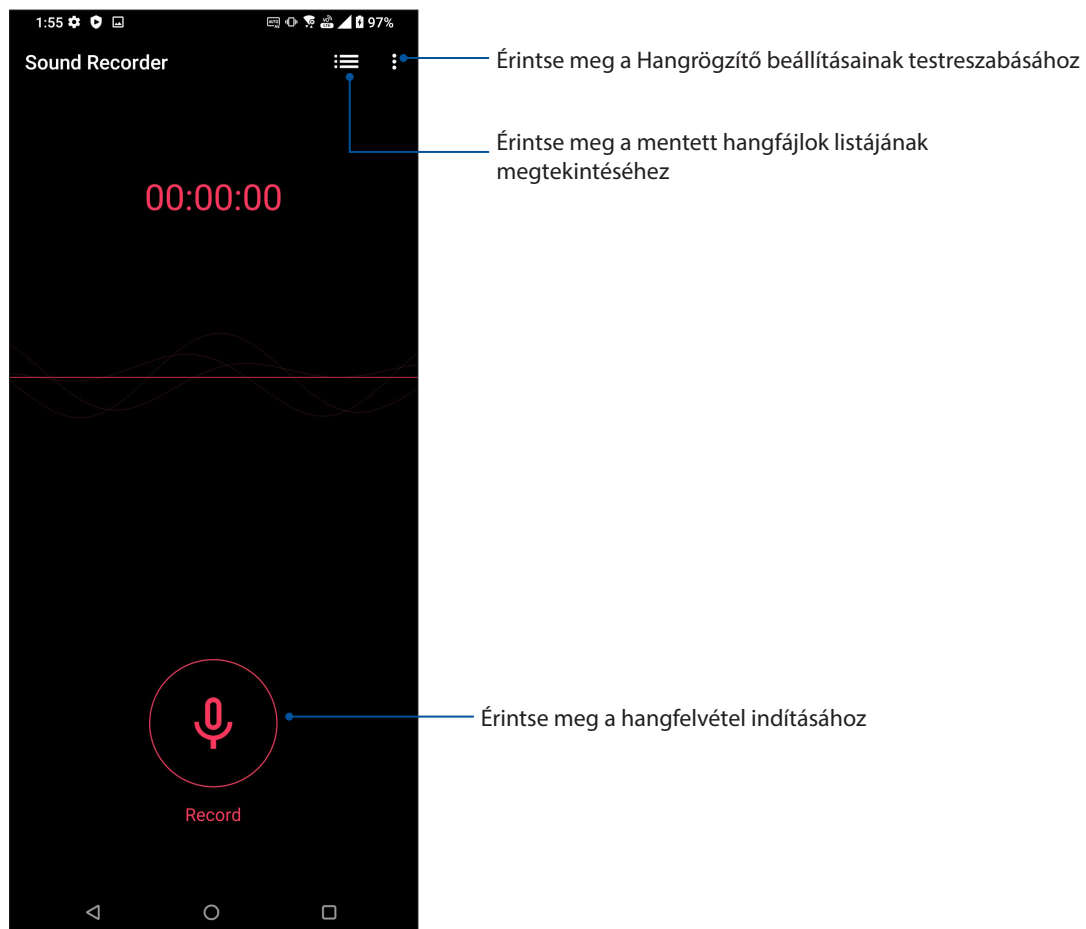 1:55 97%
Sound Recorder
Érintse meg a Hangrögzítő beállításainak testreszabásához
Érintse meg a mentett hangfájlok listájának
megtekintéséhez
00:00:00
Érintse meg a hangfelvétel indításához
Record